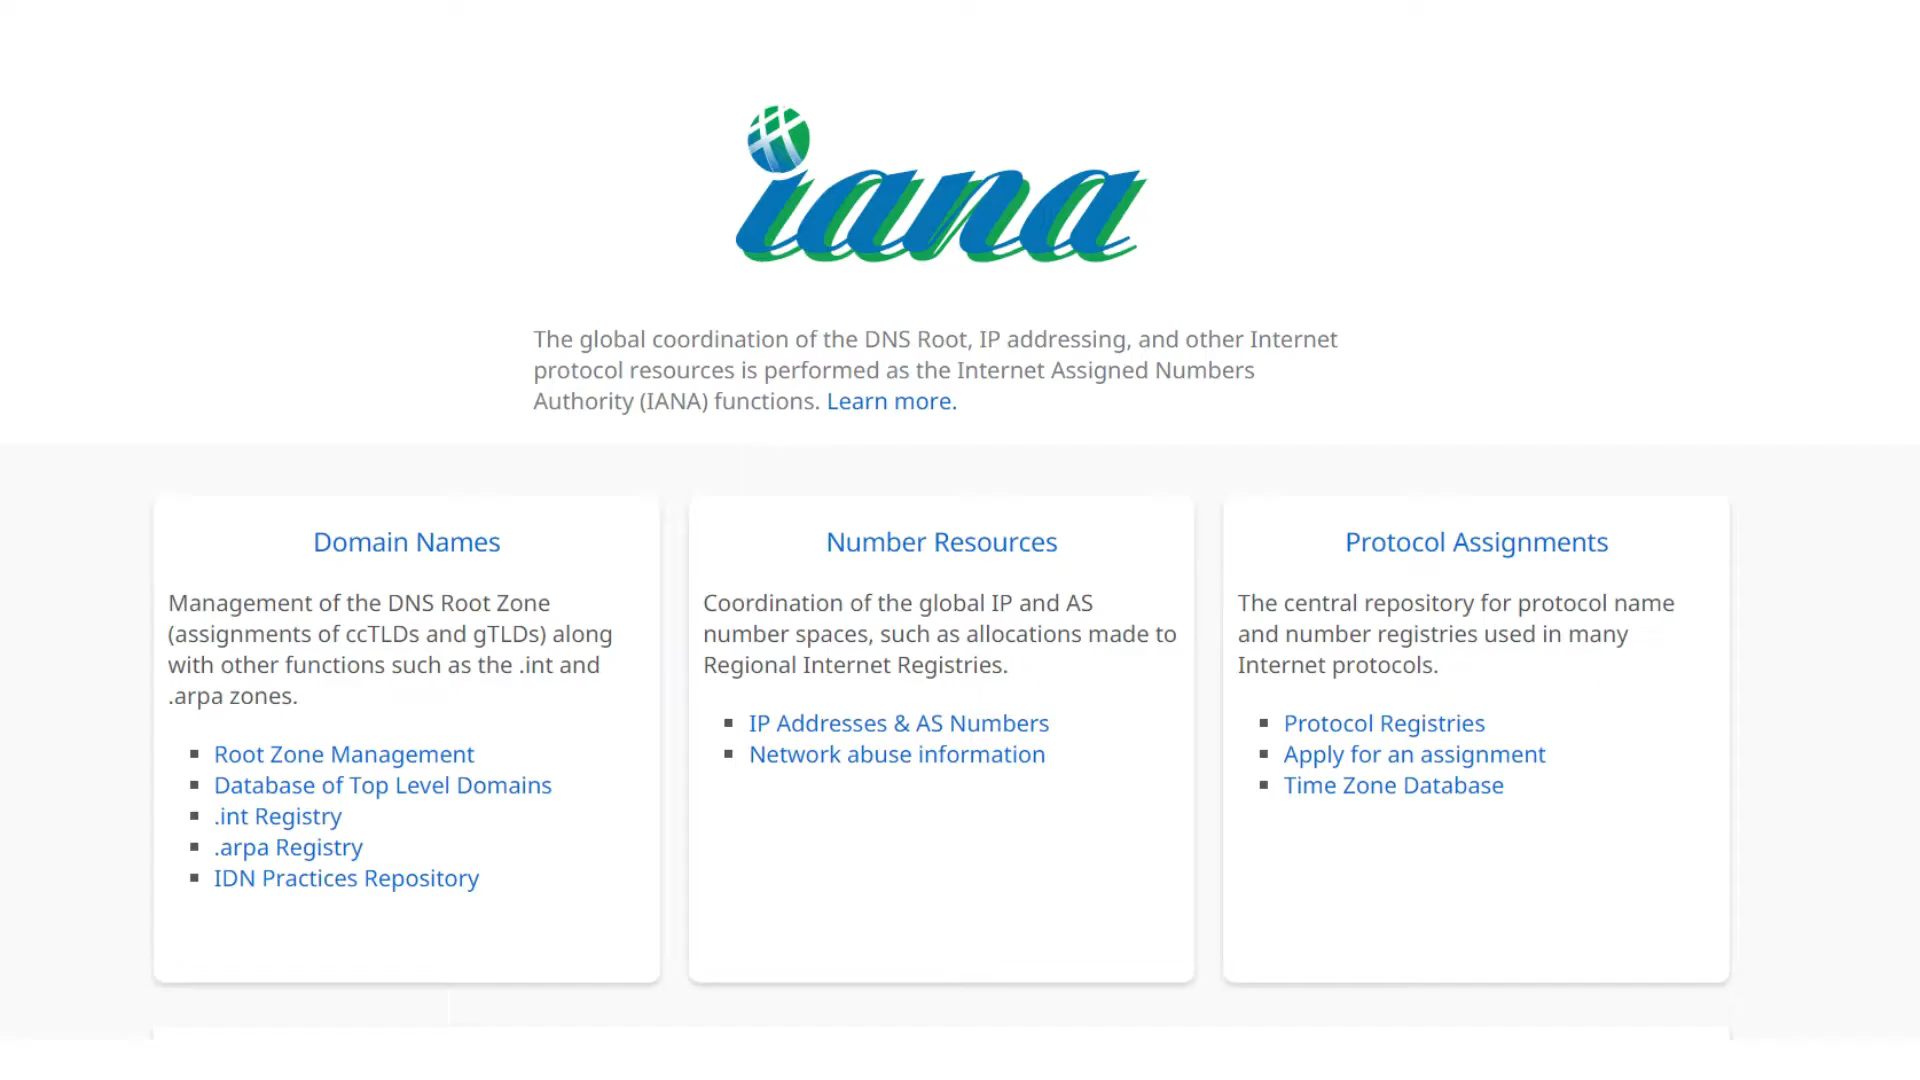 iana
The global coordination of the DNS Root, IP addressing, and other Internet
protocol resources is performed as the Internet Assigned Numbers
Authority (IANA) functions. Learn more.
Domain Names
Management of the DNS Root Zone
(assignments of ccTLDs and gTLDs) along
with other functions such as the .int and
.arpa zones.
Root Zone Management
Database of Top Level Domains
.int Registry
.arpa Registry
IDN Practices Repository
Number Resources
Coordination of the global IP and AS
number spaces, such as allocations made to
Regional Internet Registries.
IP Addresses & AS Numbers
Network abuse information
Protocol Assignments
The central repository for protocol name
and number registries used in many
Internet protocols.
Protocol Registries
Apply for an assignment
Time Zone Database